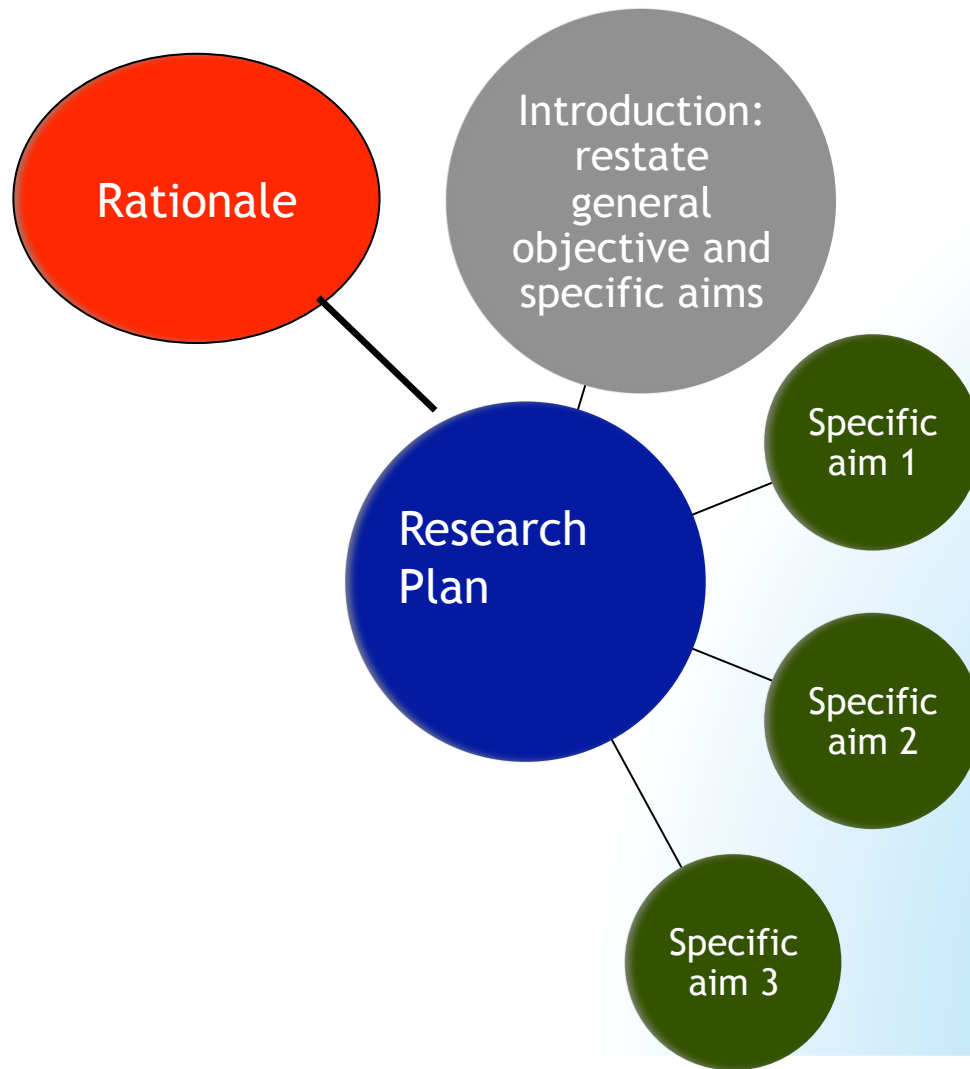 Rationale
Introduction:
restate
general
objective and
specific aims
Research
Plan
Specific
aim 1
Specific
aim 2
Specific
aim 3